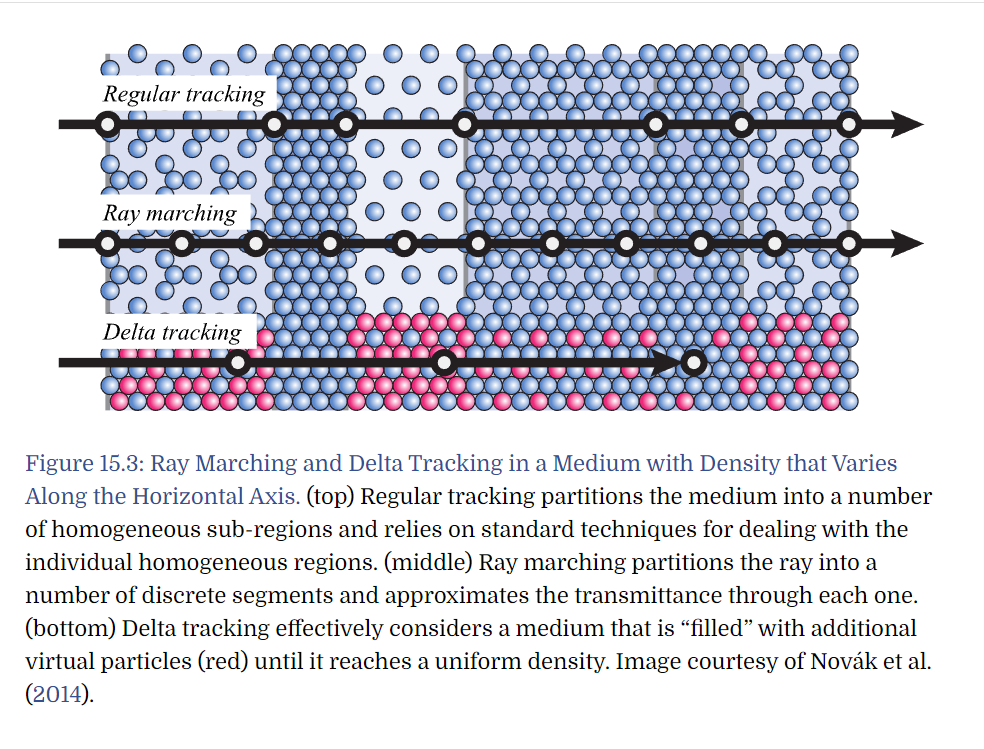 Regular tracking
Ray marching
Delta tracking
Figure 15.3: Ray Marching and Delta Tracking in a Medium with Density that Varies
Along the Horizontal Axis. (top) Regular tracking partitions the medium into a number
of homogeneous sub-regions and relies on standard techniques for dealing with the
individual homogeneous regions. (middle) Ray marching partitions the ray into a
number of discrete segments and approximates the transmittance through each one.
(bottom) Delta tracking effectively considers a medium that is “filled” with additional
virtual particles (red) until it reaches a uniform density. Image courtesy of Novák et al.
(2014).